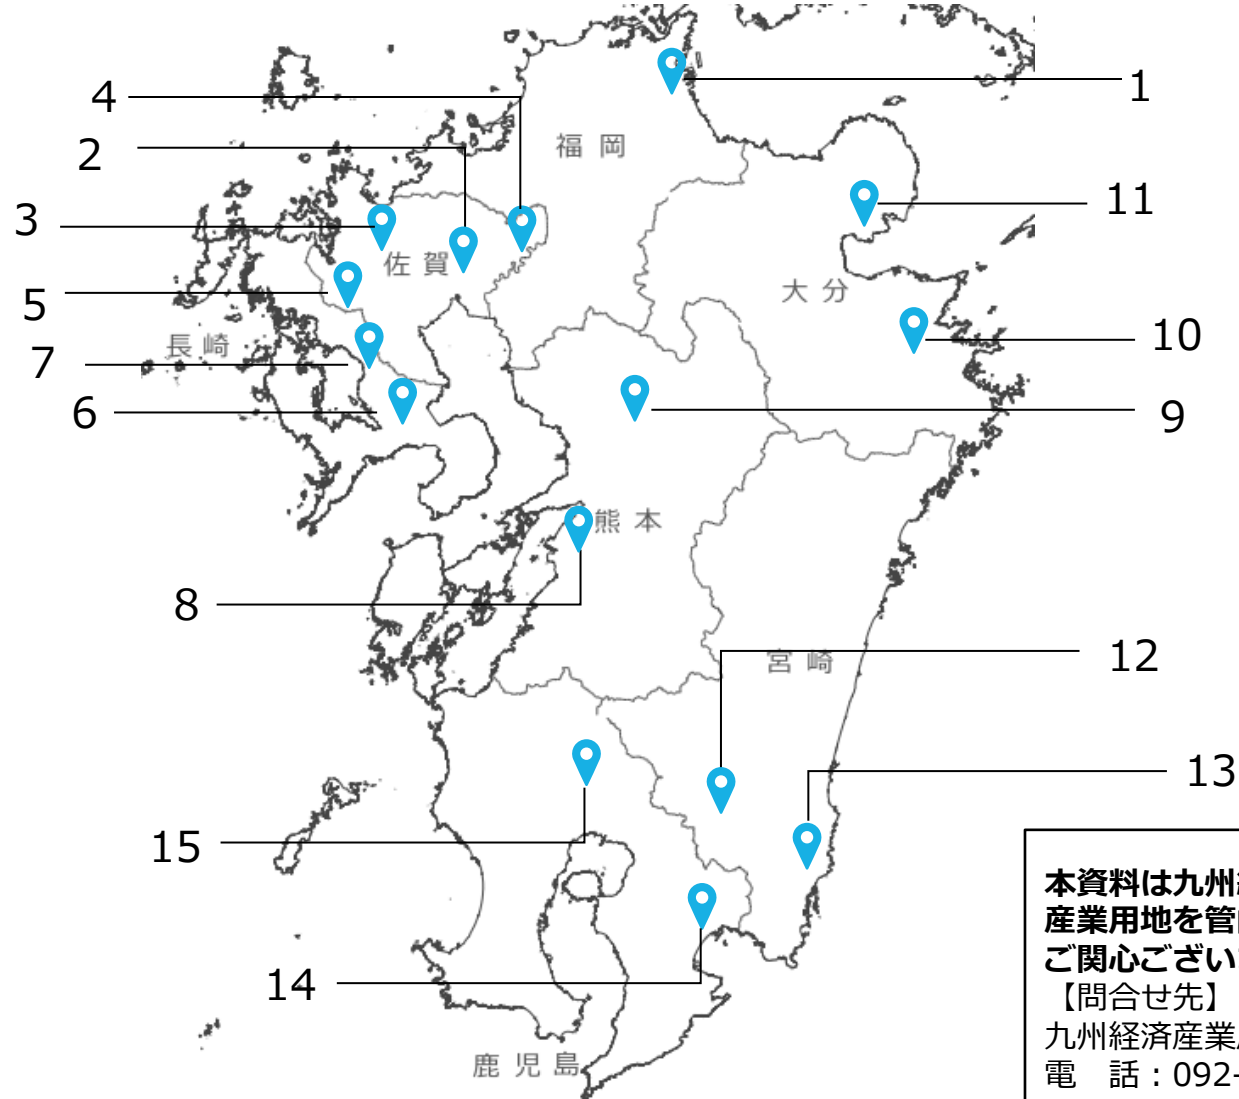 1
4
福岡
2
11
3
佐賀
大分
5
長崎
10
7
6
9
熊本
8
12
宮崎
13
15
本資料は九州
産業用地を管
ご関心ござい
14
【問合せ先】
九州経済産業
鹿児島
電 話：092-